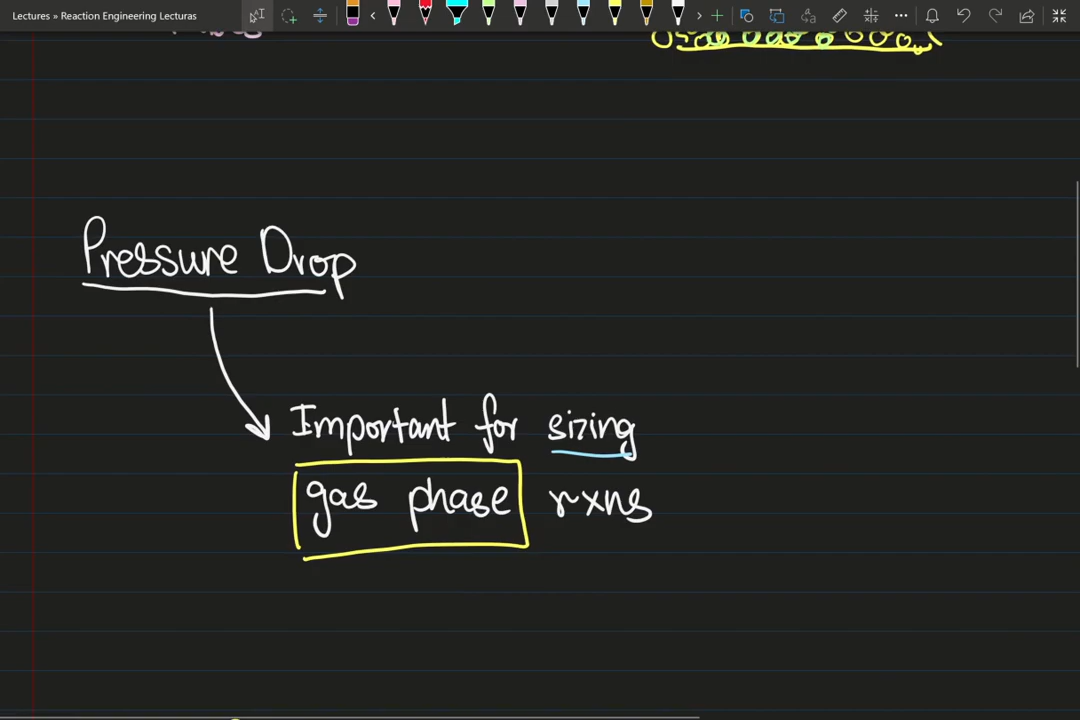 Lectures » Reaction Engineering Lecturas
Pressure Drop
Important for sizing
gas phase rxns